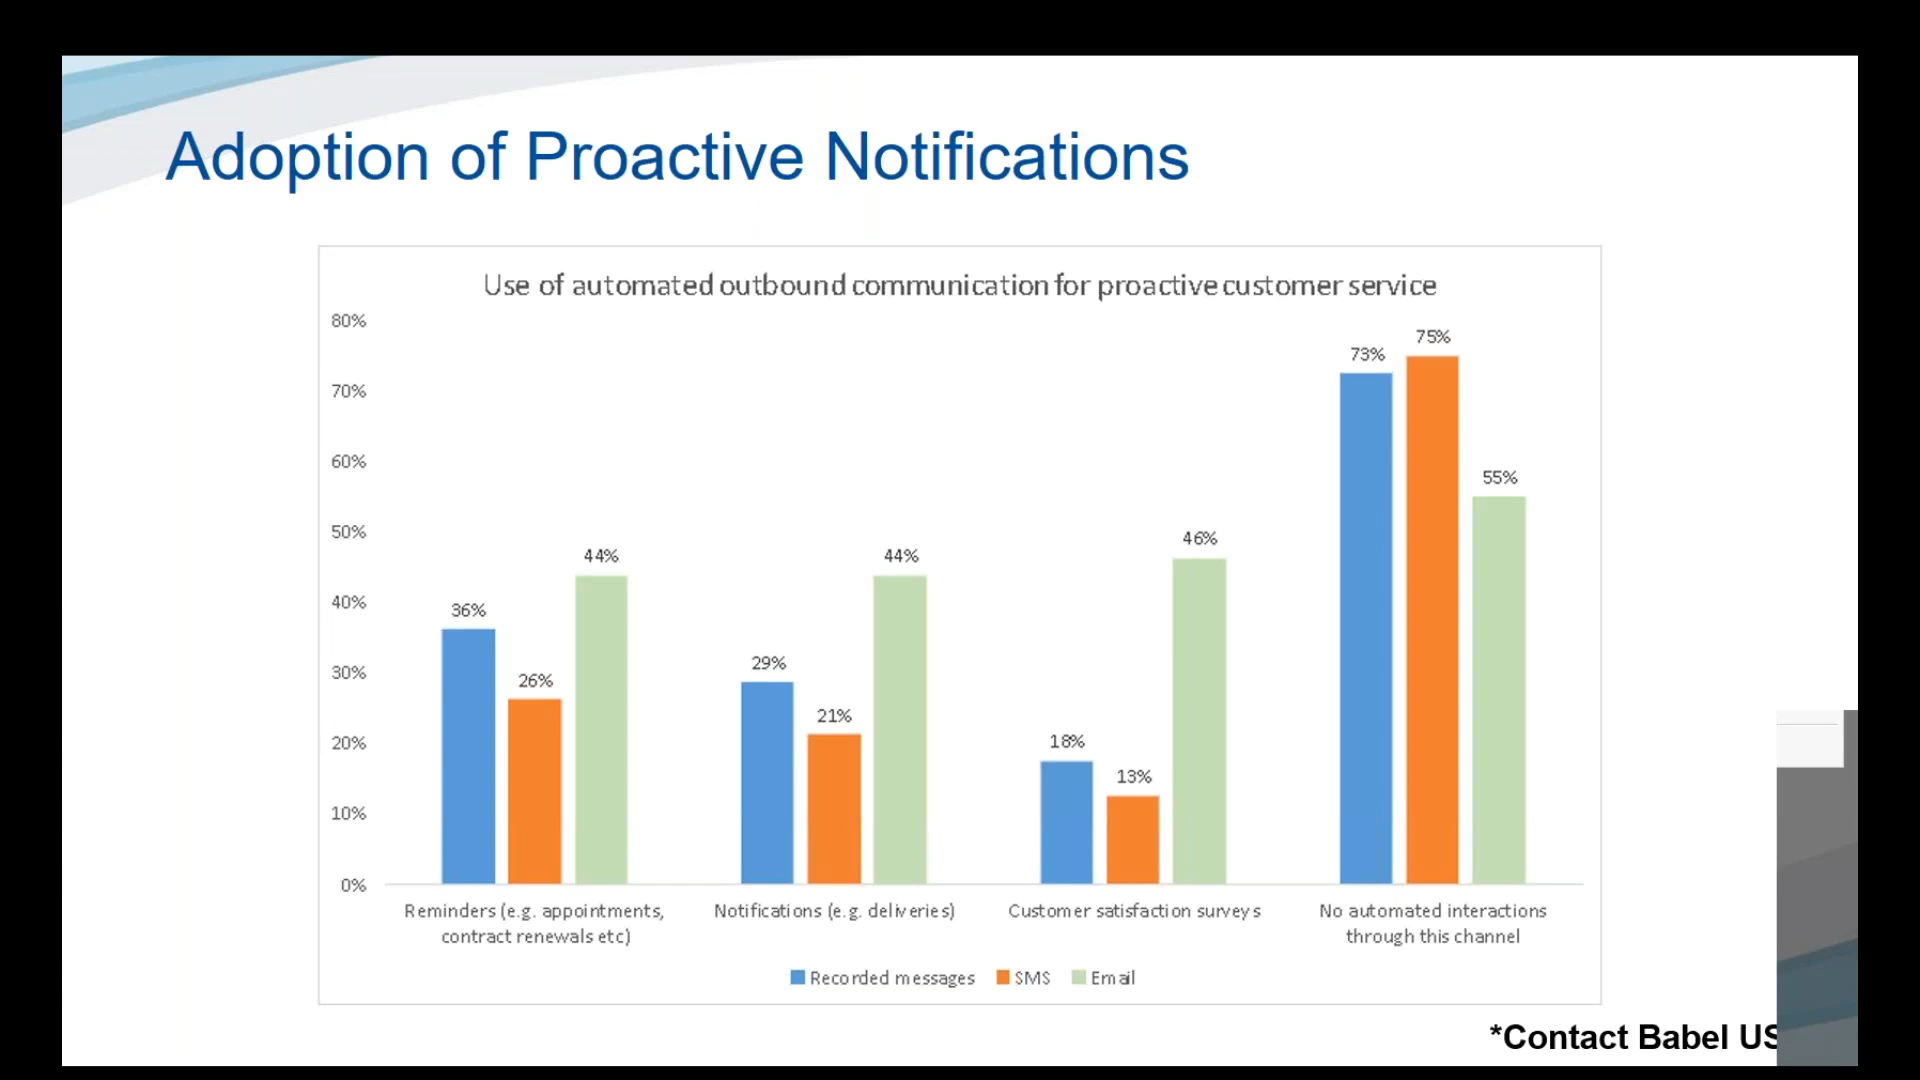 Adoption of Proactive Notifications
Use of automated outbound communication for proactive customer service
80%
70%
60%
50%
40%
30%
20%
10%
0%
36%
26%
44%
29%
21%
44%
18%
13%
46%
73%
75%
55%
Reminders (e.g. appointments,
contract renewals etc)
Notifications (e.g. deliveries)
Customer satisfaction surveys
No automated interactions
through this channel
Recorded messages
SMS
Email
*Contact Babel US